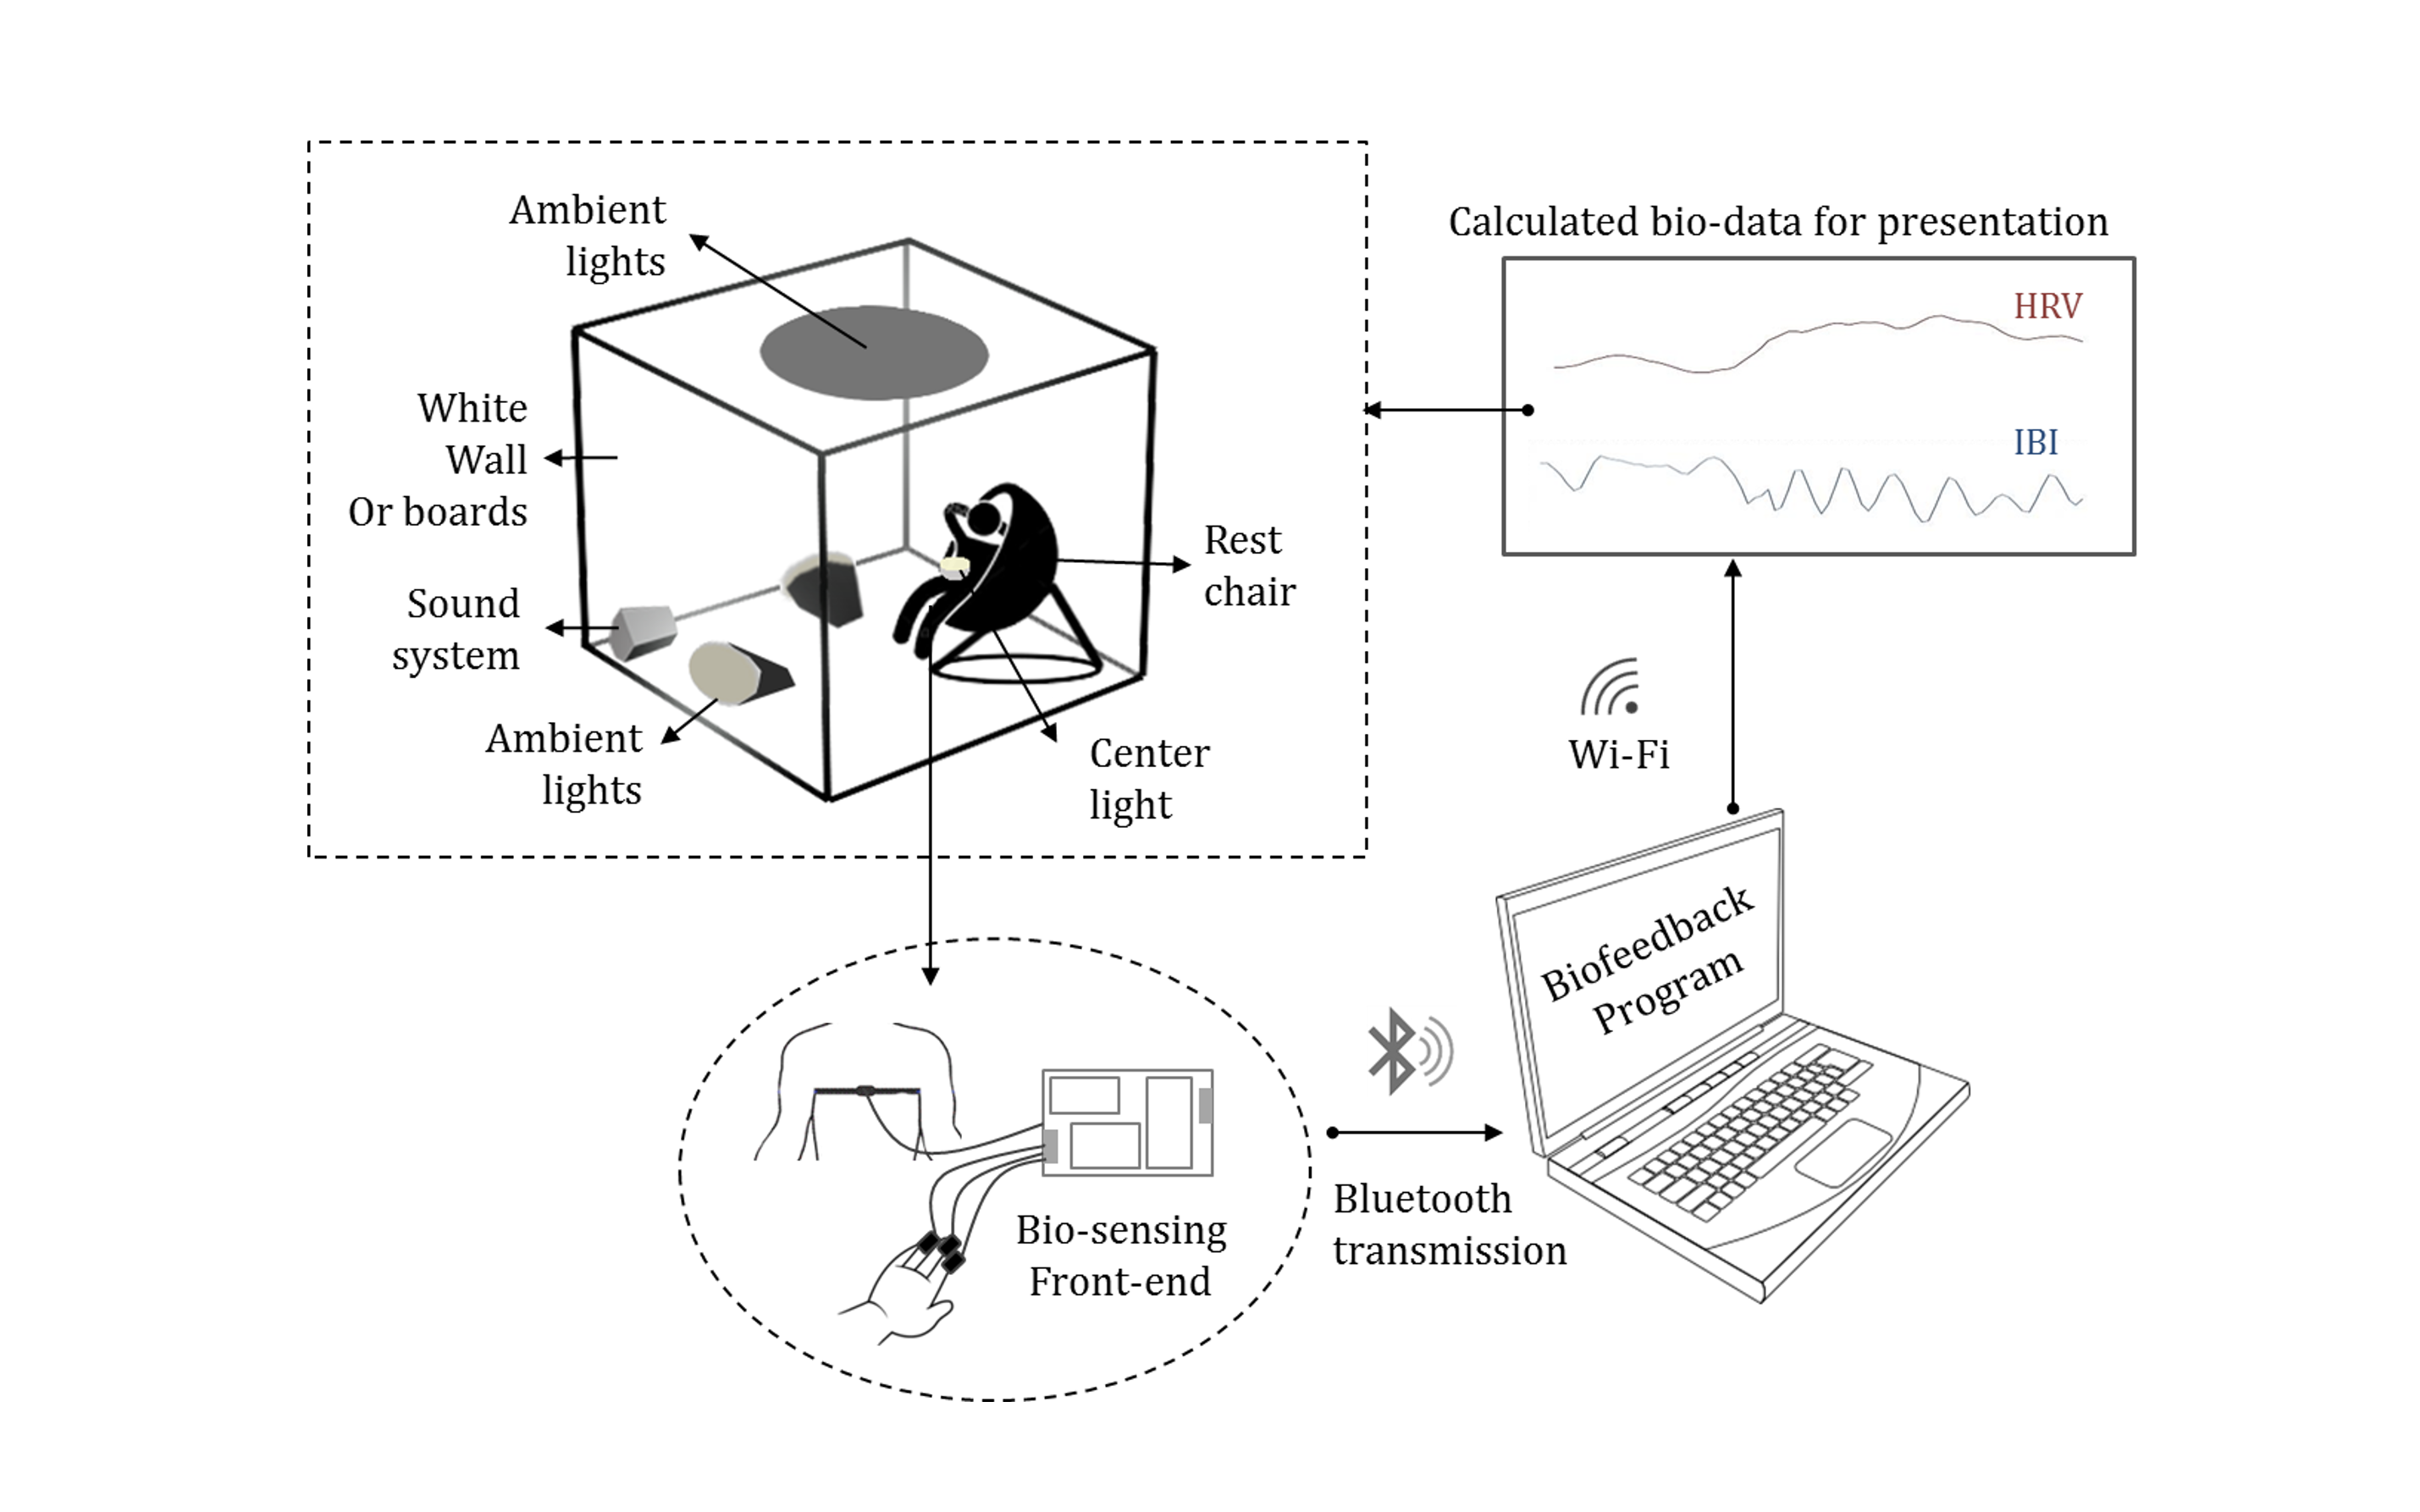 Ambient
lights
White
Wall
Or boards
Sound
system
Ambient
lights
Rest
chair
Center
light
Calculated bio-data for presentation
HRV
IBI
Wi-Fi
Biofeedback
Program
Bluetooth
transmission
Bio-sensing
Front-end